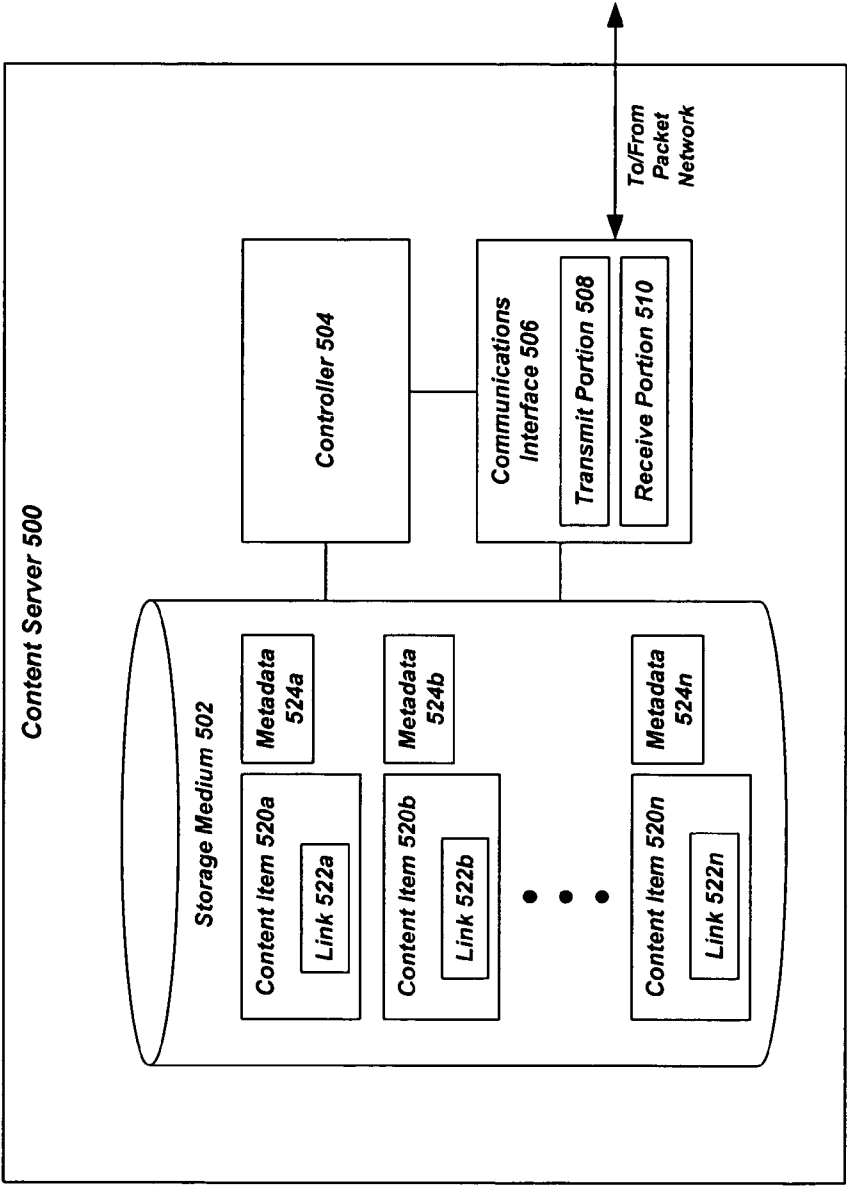 Content Server 500
Storage Medium 502
Content Item 520a
Link 522a
Metadata
524a
Content Item 520b
Link 522b
Metadata
524b
Content Item 520n
Link 522n
Metadata
524n
Controller 504
Communications
Interface 506
Transmit Portion 508
Receive Portion 510
To/From
Packet
Network